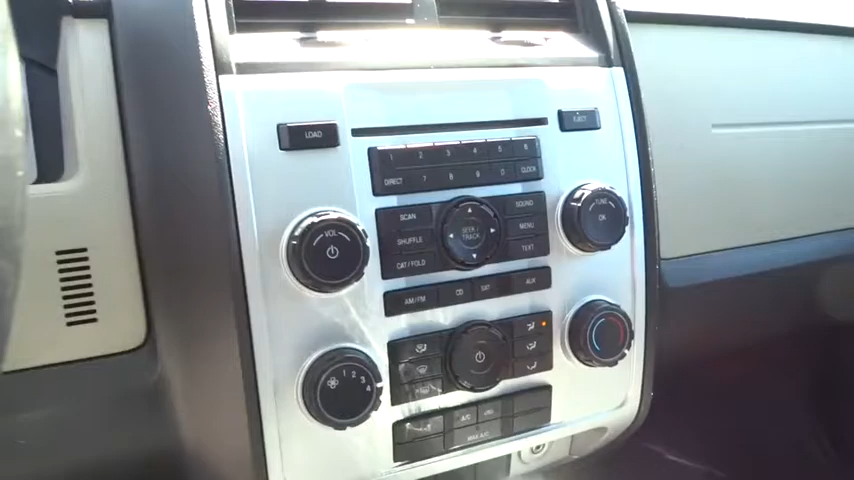 LOAD
EJECT
1 2 3 4 5 6
DIRECT 7 8 9 0 CLOCK
VOL
SCAN
SHUFFLE
CAT/FOLD
SEEK/
TRACK
SOUND
MENU
TEXT
TUNE
OK
AM/FM CD SAT AUX
1 2 3 4
A/C
MAX A/C